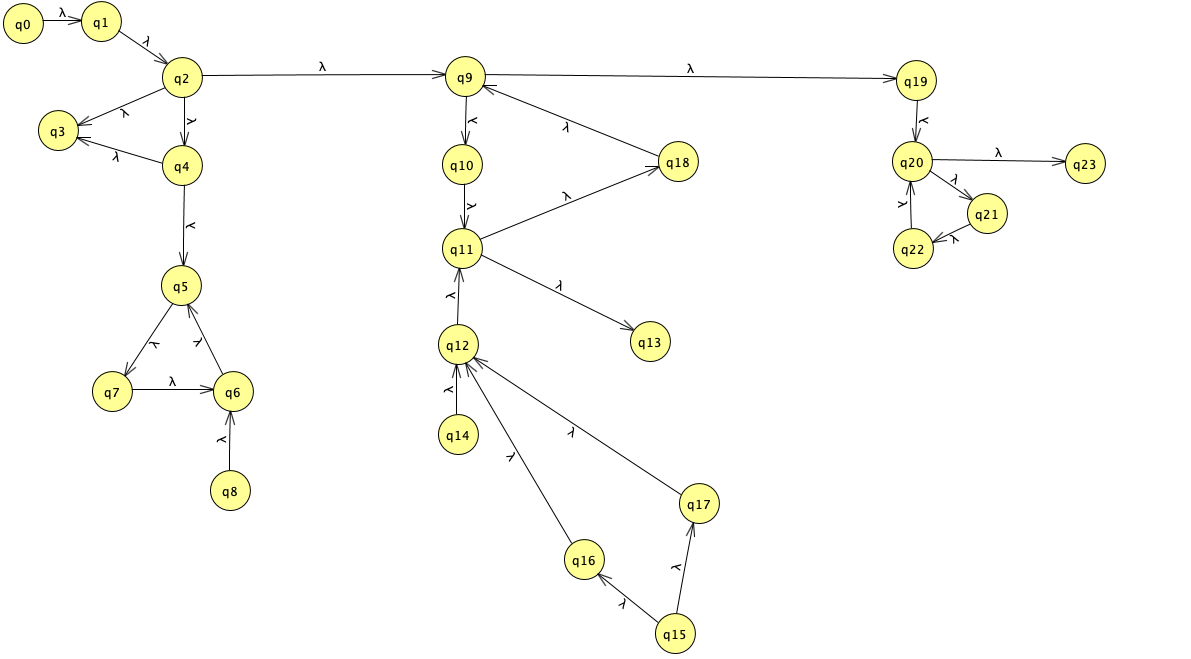 q0 λ q1
λ
q2 λ q9 λ q19
λ λ λ λ
q3 λ q4 q10 λ q18 q20 λ q23
λ λ
λ λ λ q21
λ q11 λ q22
q5 λ λ
λ λ q12 q13
q7 λ q6 λ
λ q14 λ
q8 λ q17
q16 λ
λ q15